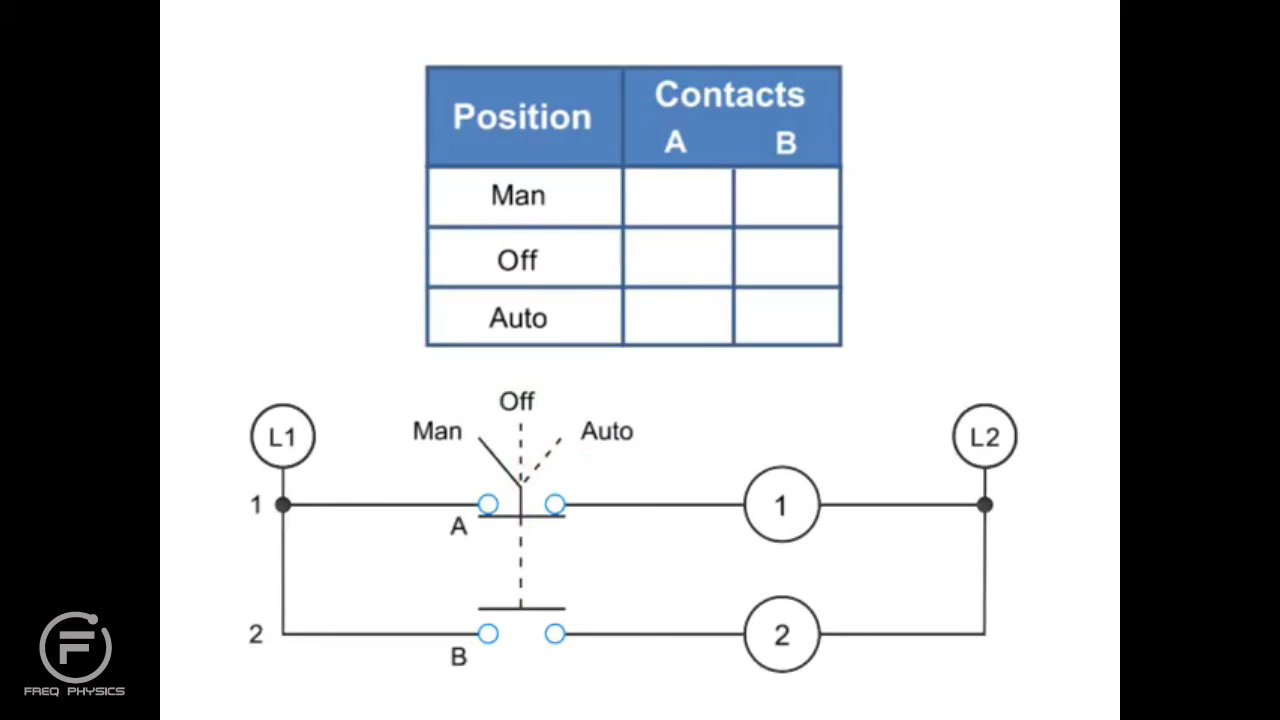 Position
Contacts
A B
Man
Off
Auto
Off
Man Auto
L1 L2
1 1
A
2 2
B
F
FREQ PHYSICS